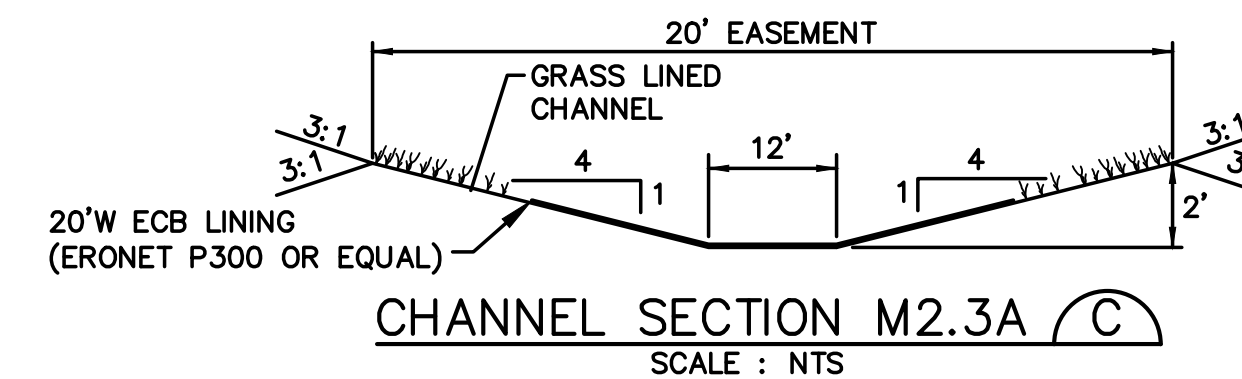 20' EASEMENT
GRASS LINED
CHANNEL
3:1
3:1
4
1
12'
4
1
3:1
3
2'
20'W ECB LINING
(ERONET P300 OR EQUAL)
CHANNEL SECTION M2.3A C
SCALE : NTS